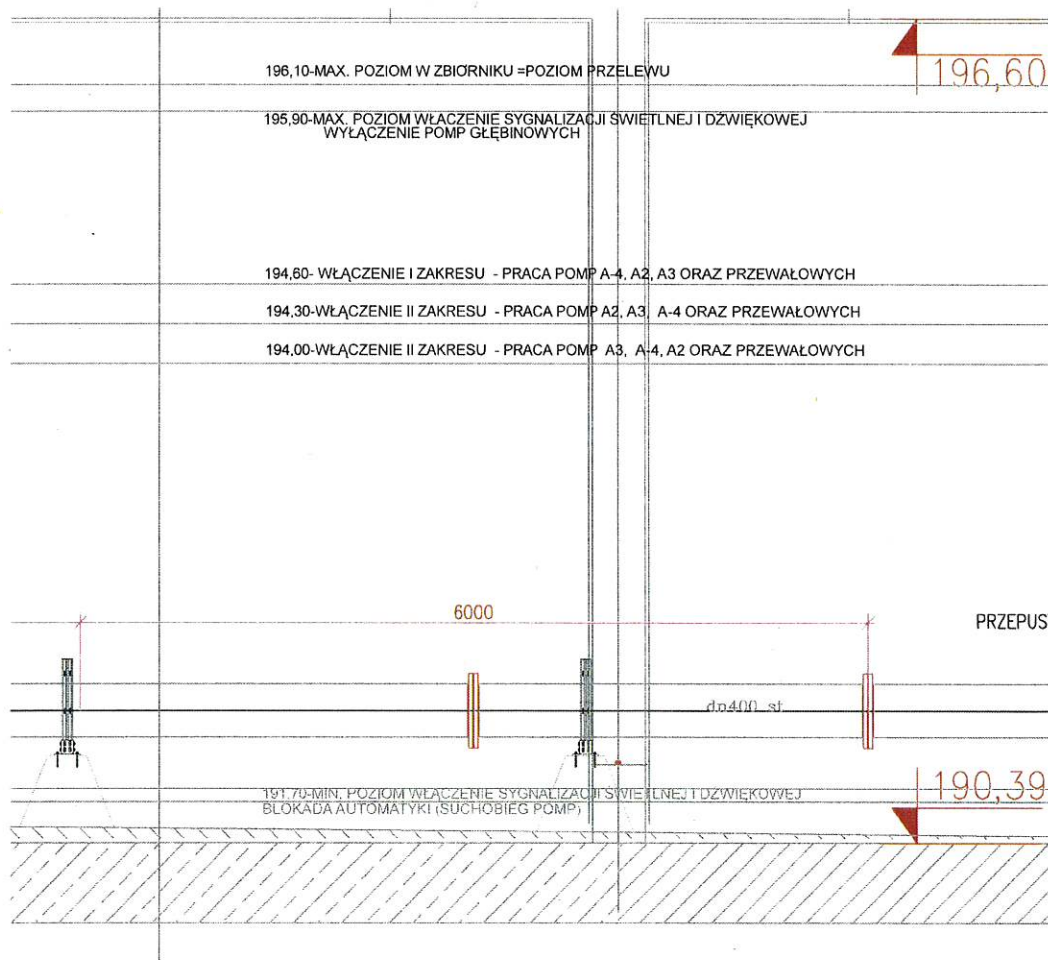 196,10-MAX. POZIOM W ZBIORNIKU =POZIOM PRZELEWU
196,60
195,90-MAX. POZIOM WŁĄCZENIE SYGNALIZACJI ŚWIETLNEJ I DŹWIĘKOWEJ
WYŁĄCZENIE POMP GŁĘBINOWYCH
194,60- WŁĄCZENIE I ZAKRESU - PRACA POMP A-4, A2, A3 ORAZ PRZEWAŁOWYCH
194,30-WŁĄCZENIE II ZAKRESU - PRACA POMP A2, A3, A-4 ORAZ PRZEWAŁOWYCH
194,00-WŁĄCZENIE II ZAKRESU - PRACA POMP A3, A-4, A2 ORAZ PRZEWAŁOWYCH
6000
PRZEPUS
dn400 st
191,70-MIN. POZIOM WŁĄCZENIE SYGNALIZACJI ŚWIETLNEJ I DŹWIĘKOWEJ
BLOKADA AUTOMATYKI (SUCHOBIEG POMP)
190,39